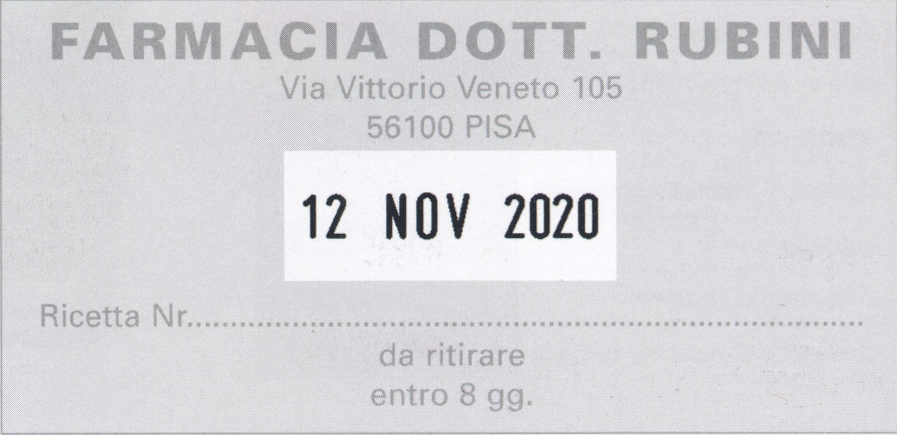 FARMACIA DOTT. RUBINI
Via Vittorio Veneto 105
56100 PISA
12 NOV 2020
Ricetta Nr.......................................................................................
da ritirare
entro 8 gg.